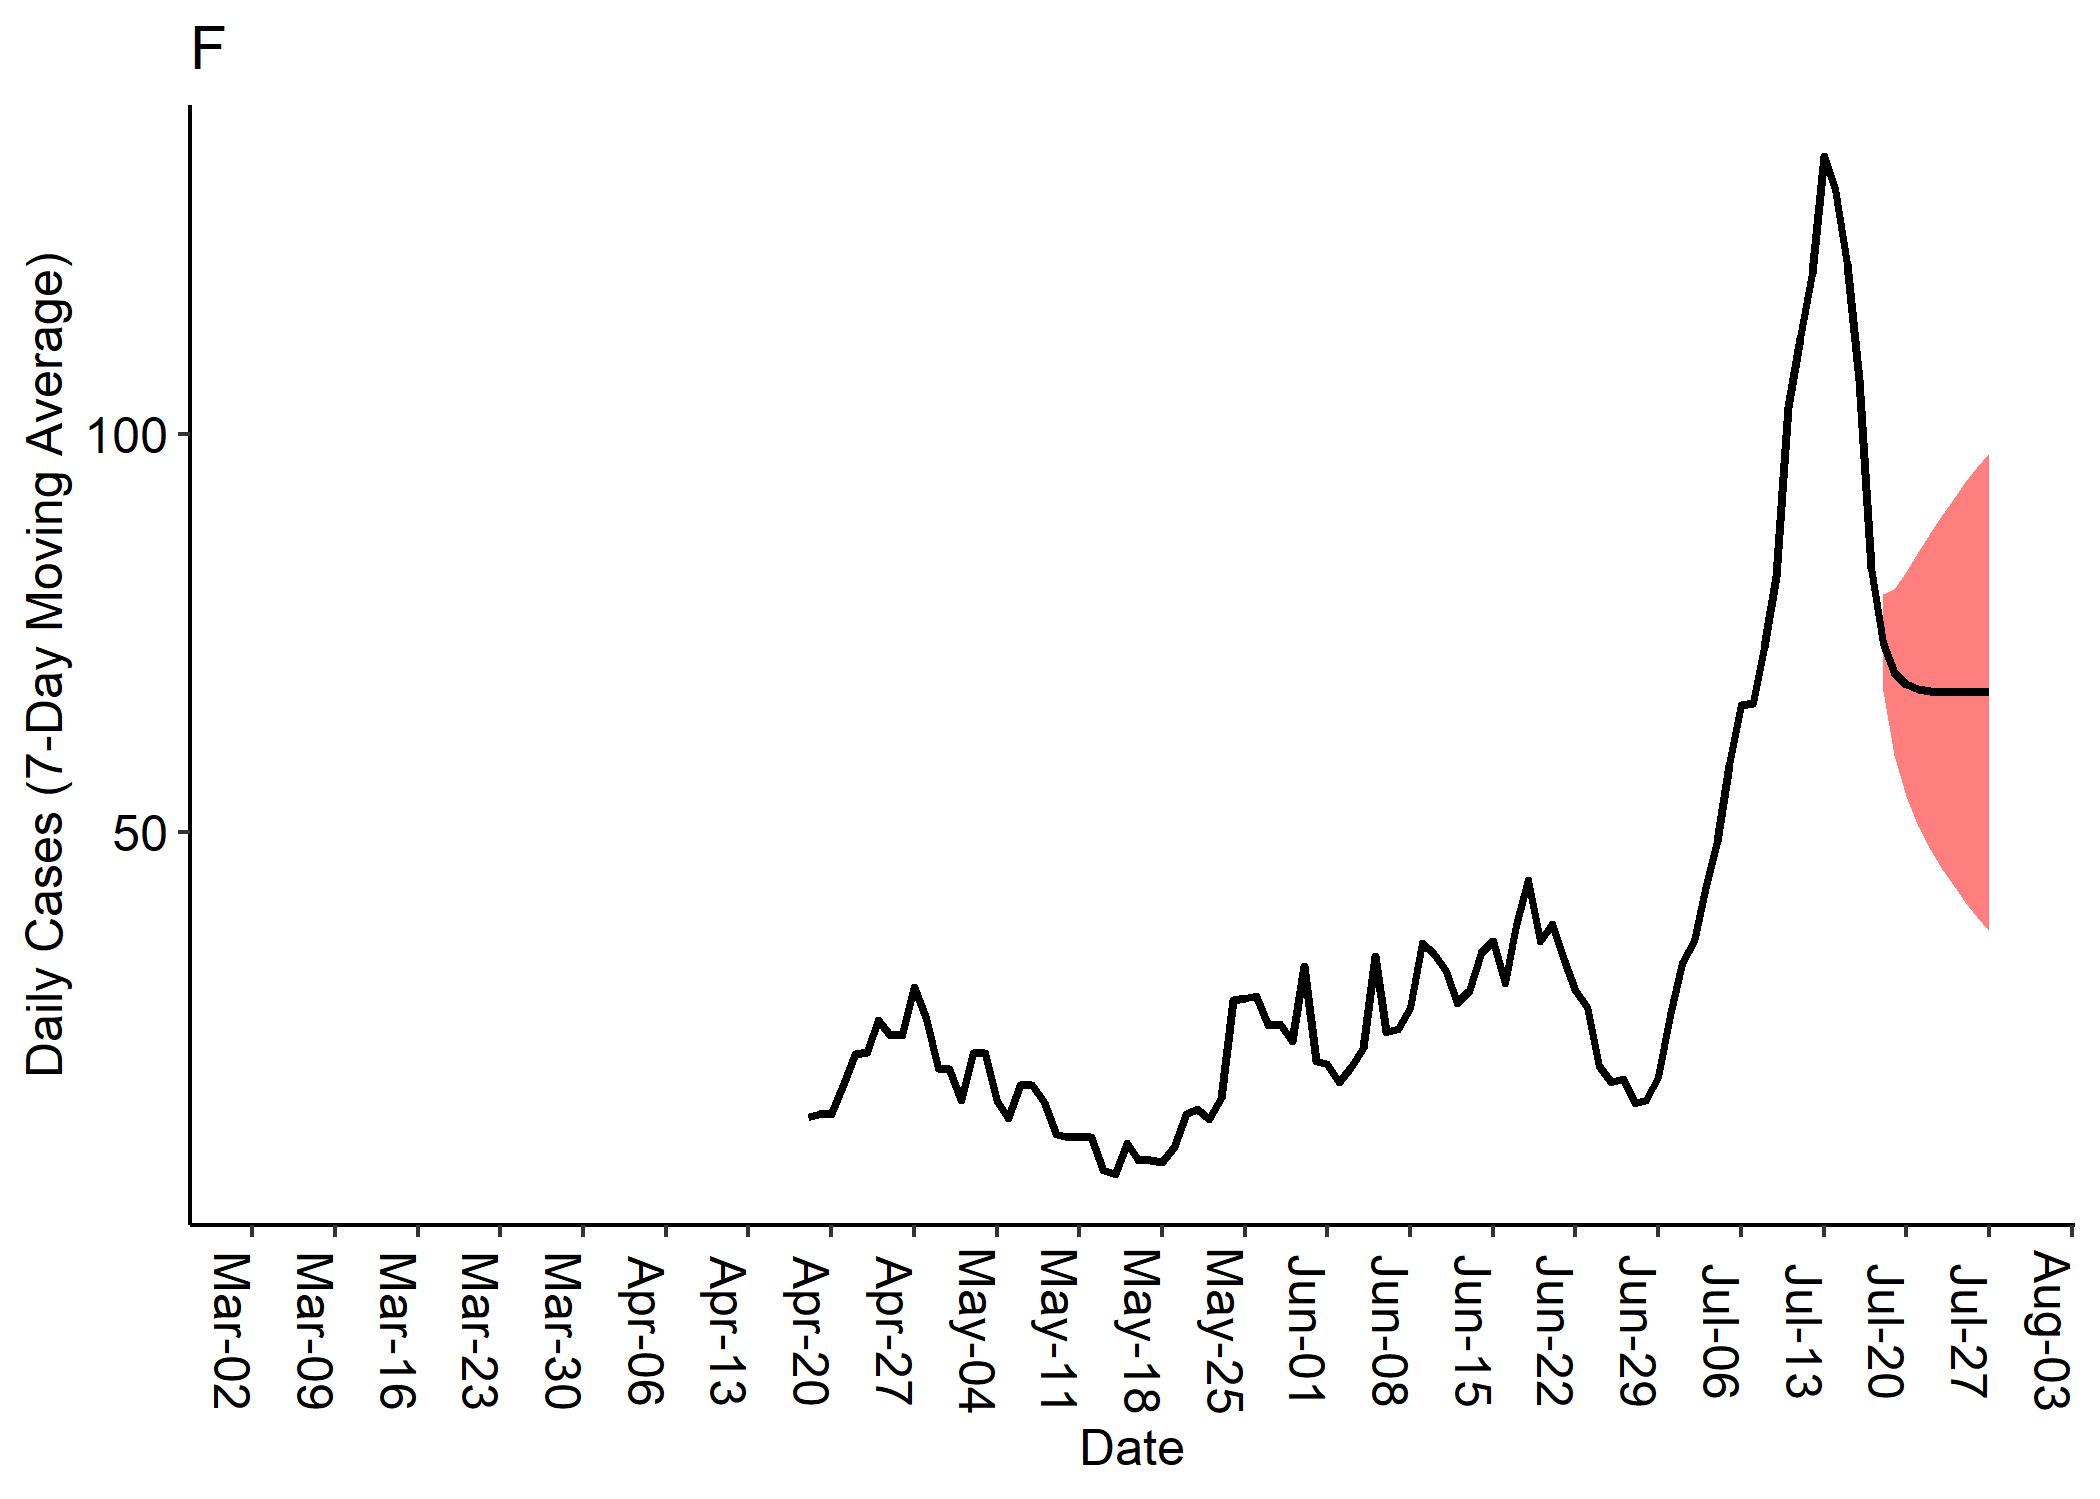 F
Daily Cases (7-Day Moving Average)
100
50
Mar-02
Mar-09
Mar-16
Mar-23
Mar-30
Apr-06
Apr-13
Apr-20
Apr-27
May-04
May-11
May-18
May-25
Jun-01
Jun-08
Jun-15
Jun-22
Jun-29
Jul-06
Jul-13
Jul-20
Jul-27
Aug-03
Date